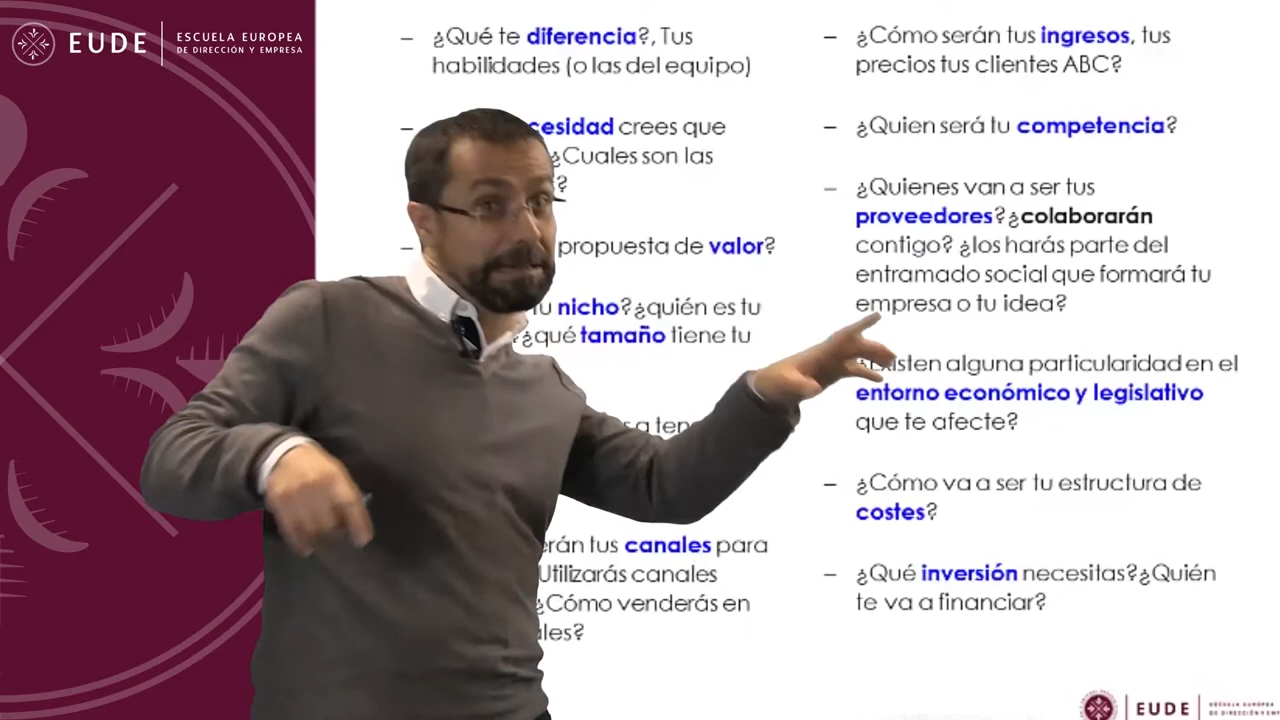 EUDE
ESCUELA EUROPEA
DE DIRECCIÓN Y EMPRESA
– ¿Qué te diferencia?, Tus
habilidades (o las del equipo)
– crees que
¿Cuales son las
?
– propuesta de valor?
nicho?¿quién es tu
¿qué tamaño tiene tu
tus canales para
Utilizarás canales
¿Cómo venderás en
– ¿Cómo serán tus ingresos, tus
precios tus clientes ABC?
– ¿Quien será tu competencia?
– ¿Quienes van a ser tus
proveedores?¿colaborarán
contigo? ¿los harás parte del
entramado social que formará tu
empresa o tu idea?
alguna particularidad en el
entorno económico y legislativo
que te afecte?
– ¿Cómo va a ser tu estructura de
costes?
– ¿Qué inversión necesitas?¿Quién
te va a financiar?
EUDE
ESCUELA EUROPEA